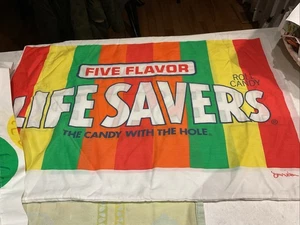 FIVE FLAVOR
ROLL
CANDY
LIFE SAVERS®
THE CANDY WITH THE HOLE